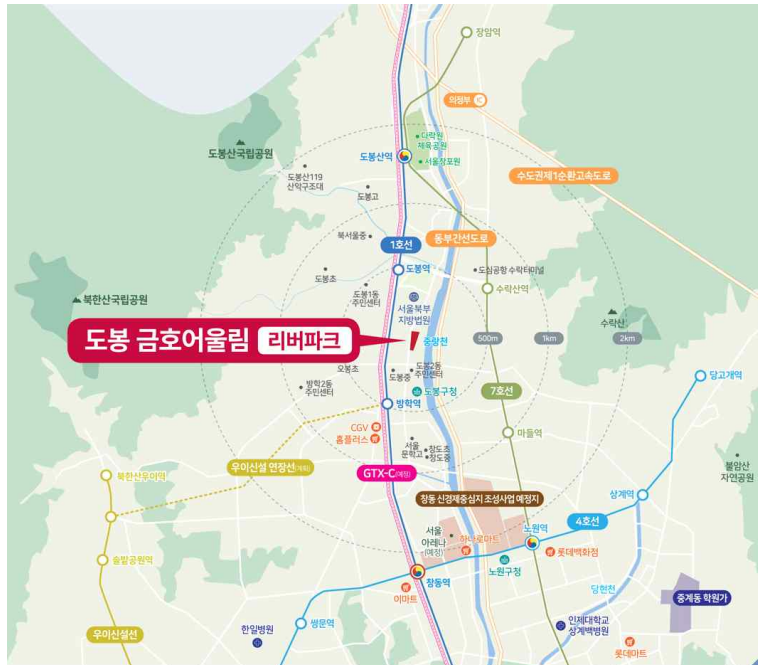 장암역
의정부 IC
다락원
체육공원
도봉산국립공원
도봉산역
서울창포원
도봉산119
산악구조대
수도권제1순환고속도로
도봉고
북서울중
1호선
동부간선도로
도봉초
도봉역
도심공항 수락터미널
도봉1동
주민센터
수락산역
북한산국립공원
서울북부
지방법원
수락산
도봉 금호어울림 리버파크
중랑천
500m
1km
2km
오봉초
도봉중
도봉2동
주민센터
당고개역
방학2동
주민센터
도봉구청
7호선
방학역
CGV
홈플러스
마들역
서울
문학고
창도초
창도중
우이신설 연장선(계획)
불암산
자연공원
북한산우이역
GTX-C(예정)
창동 신경제중심지 조성사업 예정지
상계역
4호선
서울
아레나
(예정)
하나로마트
노원역
롯데백화점
솔밭공원역
노원구청
창동역
이마트
당현천
중계동 학원가
쌍문역
한일병원
우이신설선
인제대학교
상계백병원
롯데마트